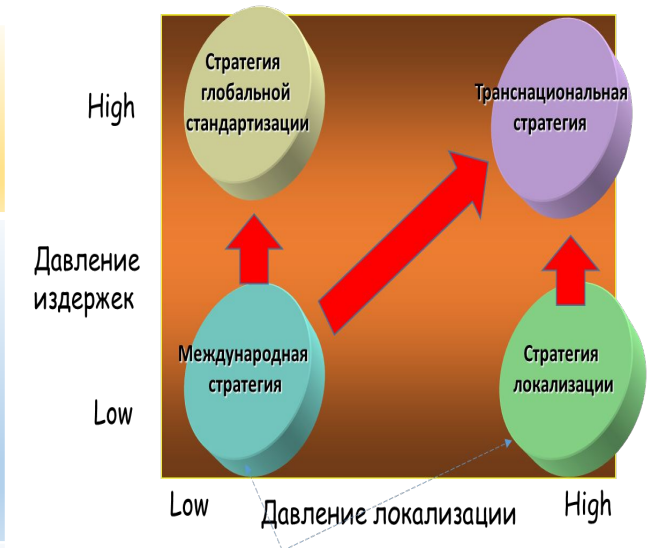 Стратегия
глобальной
стандартизации
Транснациональная
стратегия
High
Давление
издержек
Международная
стратегия
Стратегия
локализации
Low
Low
Давление локализации
High